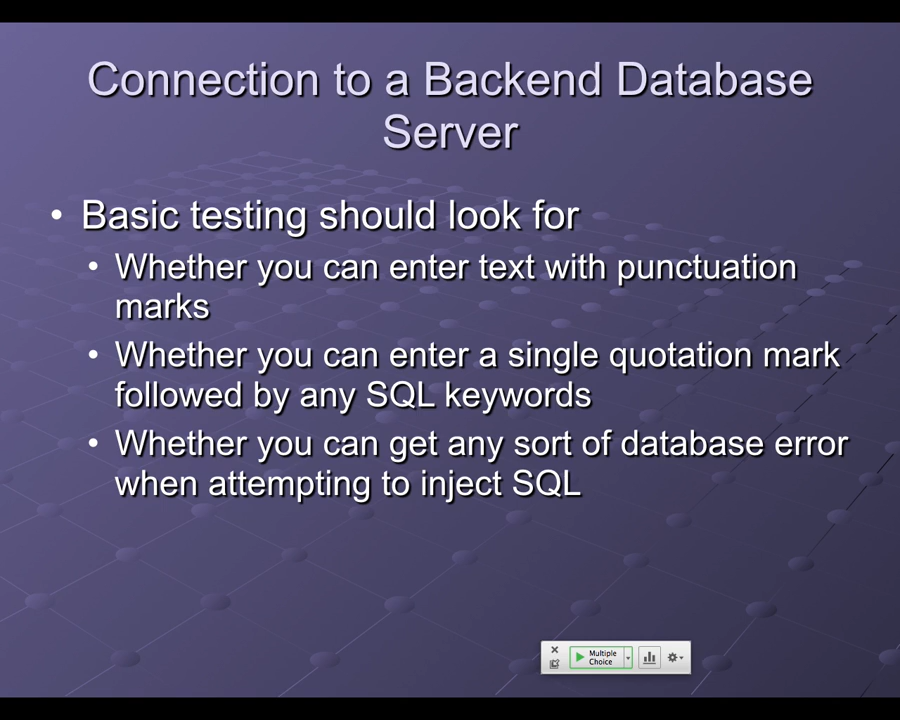 Connection to a Backend Database
Server
• Basic testing should look for
• Whether you can enter text with punctuation
marks
• Whether you can enter a single quotation mark
followed by any SQL keywords
• Whether you can get any sort of database error
when attempting to inject SQL
Multiple
Choice